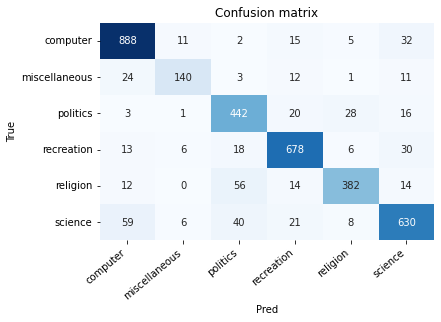 Confusion matrix
True
computer 888 11 2 15 5 32
miscellaneous 24 140 3 12 1 11
politics 3 1 442 20 28 16
recreation 13 6 18 678 6 30
religion 12 0 56 14 382 14
science 59 6 40 21 8 630
computer miscellaneous politics recreation religion science
Pred